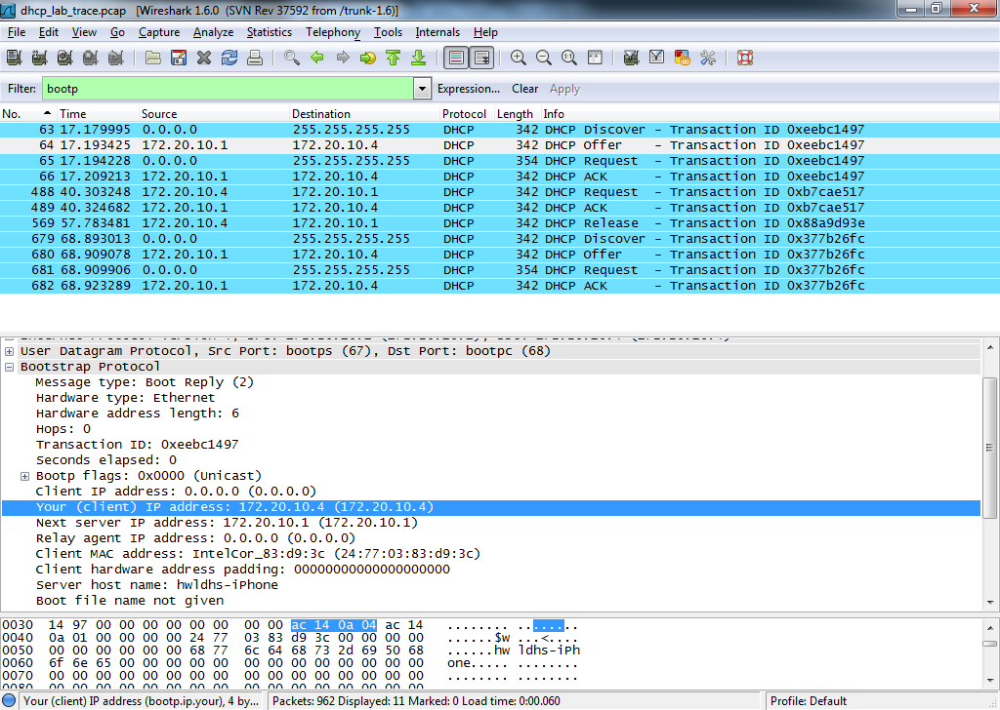 dhcp_lab_trace.pcap [Wireshark 1.6.0 (SVN Rev 37592 from /trunk-1.6)]
File Edit View Go Capture Analyze Statistics Telephony Tools Internals Help
Filter: bootp Expression... Clear Apply
No. Time Source Destination Protocol Length Info
63 17.179995 0.0.0.0 255.255.255.255 DHCP 342 DHCP Discover - Transaction ID 0xeebc1497
64 17.193425 172.20.10.1 172.20.10.4 DHCP 342 DHCP Offer - Transaction ID 0xeebc1497
65 17.194228 0.0.0.0 255.255.255.255 DHCP 354 DHCP Request - Transaction ID 0xeebc1497
66 17.209213 172.20.10.1 172.20.10.4 DHCP 342 DHCP ACK - Transaction ID 0xeebc1497
488 40.303248 172.20.10.4 172.20.10.1 DHCP 342 DHCP Request - Transaction ID 0xb7cae517
489 40.324682 172.20.10.1 172.20.10.4 DHCP 342 DHCP ACK - Transaction ID 0xb7cae517
569 57.783481 172.20.10.4 172.20.10.1 DHCP 342 DHCP Release - Transaction ID 0x88a9d93e
679 68.893013 0.0.0.0 255.255.255.255 DHCP 342 DHCP Discover - Transaction ID 0x377b26fc
680 68.909078 172.20.10.1 172.20.10.4 DHCP 342 DHCP Offer - Transaction ID 0x377b26fc
681 68.909906 0.0.0.0 255.255.255.255 DHCP 354 DHCP Request - Transaction ID 0x377b26fc
682 68.923289 172.20.10.1 172.20.10.4 DHCP 342 DHCP ACK - Transaction ID 0x377b26fc
User Datagram Protocol, Src Port: bootps (67), Dst Port: bootpc (68)
Bootstrap Protocol
Message type: Boot Reply (2)
Hardware type: Ethernet
Hardware address length: 6
Hops: 0
Transaction ID: 0xeebc1497
Seconds elapsed: 0
Bootp flags: 0x0000 (Unicast)
Client IP address: 0.0.0.0 (0.0.0.0)
Your (client) IP address: 172.20.10.4 (172.20.10.4)
Next server IP address: 172.20.10.1 (172.20.10.1)
Relay agent IP address: 0.0.0.0 (0.0.0.0)
Client MAC address: IntelCor_83:d9:3c (24:77:03:83:d9:3c)
Client hardware address padding: 00000000000000000000
Server host name: hwldhs-iPhone
Boot file name not given
0030 14 97 00 00 00 00 00 00 00 00 ac 14 0a 04 ac 14 ........ ........
0040 0a 01 00 00 00 00 24 77 03 83 d9 3c 00 00 00 00 ......$w ...<....
0050 00 00 00 00 00 00 68 77 6c 64 68 73 2d 69 50 68 ......hw ldhs-iPh
0060 6f 6e 65 00 00 00 00 00 00 00 00 00 00 00 00 00 one..... ........
0070 00 00 00 00 00 00 00 00 00 00 00 00 00 00 00 00 ........ ........
Your (client) IP address (bootp.ip.your), 4 by... Packets: 962 Displayed: 11 Marked: 0 Load time: 0:00.060 Profile: Default